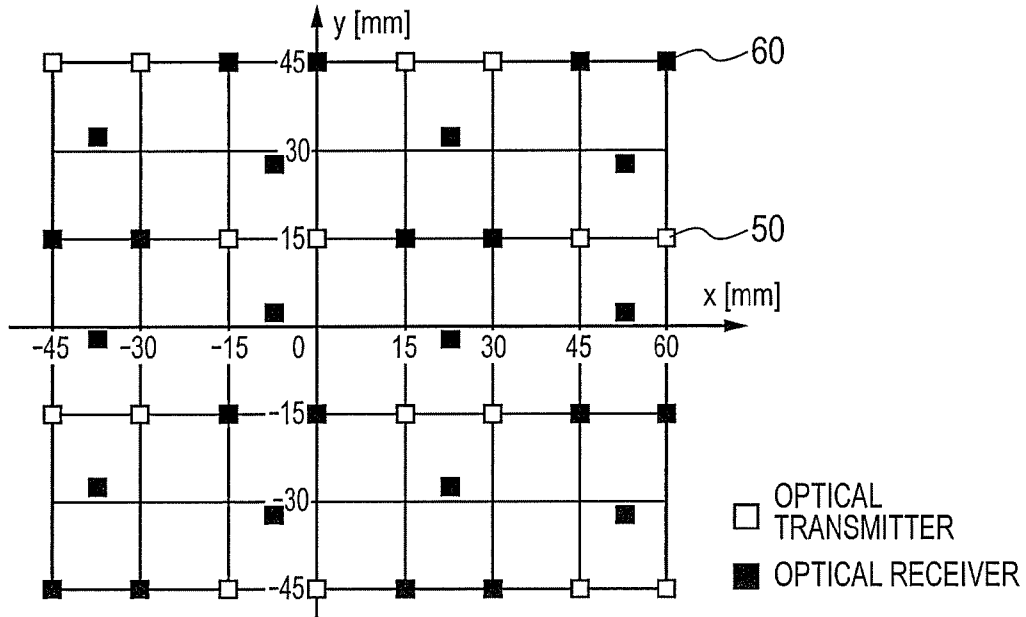 y [mm]
45
60
30
15
50
x [mm]
-45 -30 -15 0 15 30 45 60
-15
-30
-45
OPTICAL
TRANSMITTER
OPTICAL RECEIVER